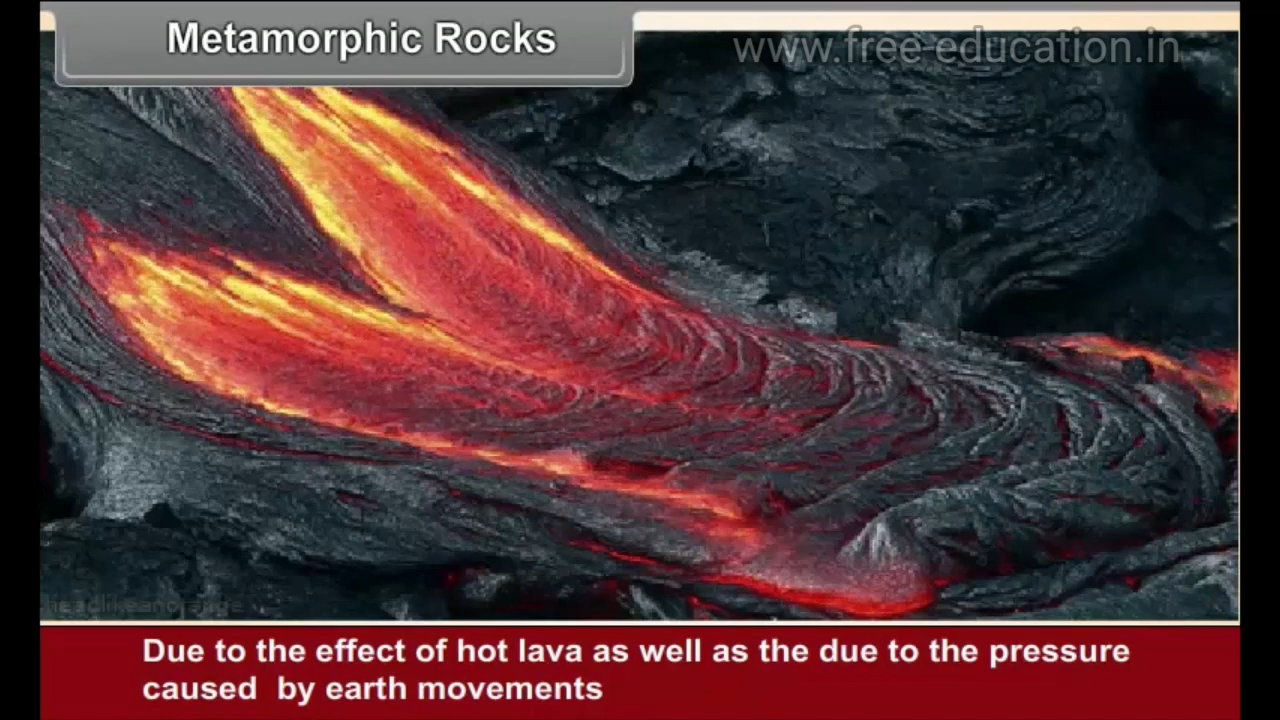 Metamorphic Rocks
www.free-education.in
headlikeanorange
Due to the effect of hot lava as well as the due to the pressure
caused  by earth movements